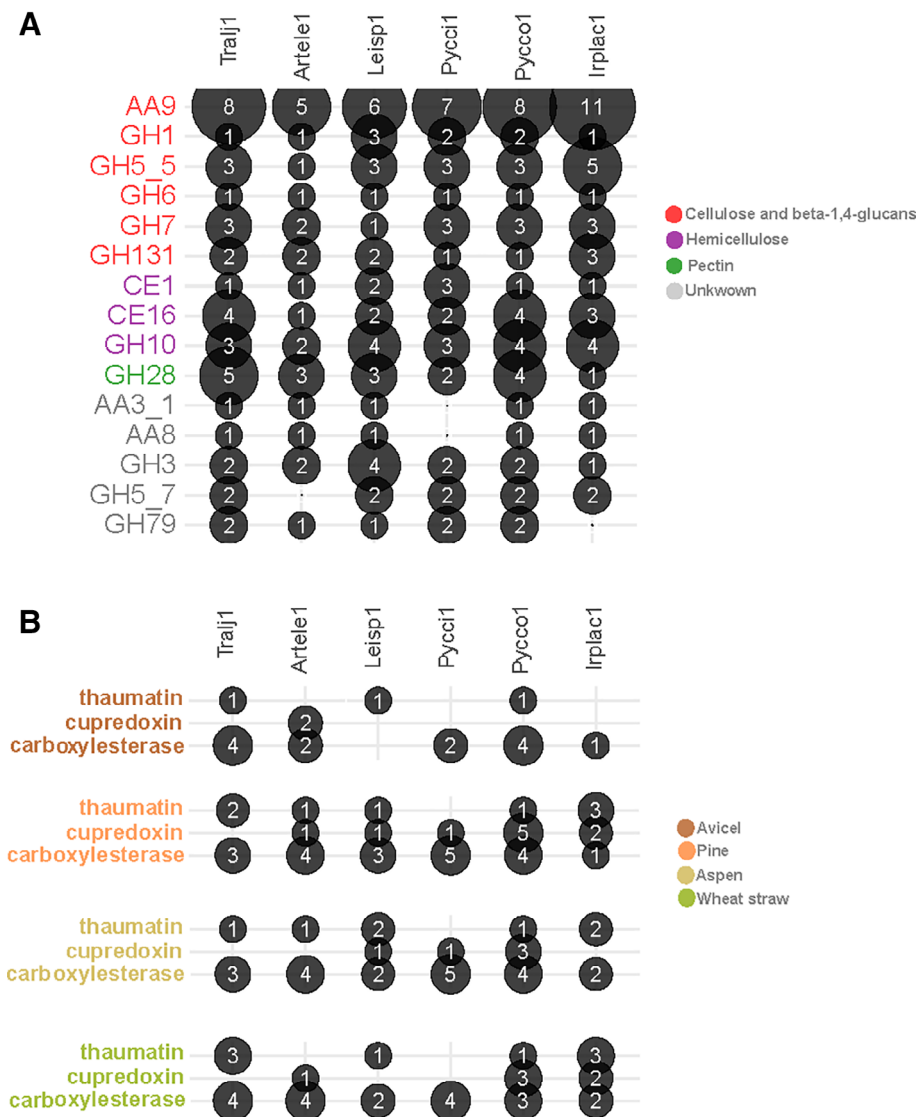 A
Tralj1 Artele1 Leisp1 Pycci1 Pycco1 Irplac1
AA9 8 5 6 7 8 11
GH1 1 1 3 2 2 1
GH5_5 3 1 3 3 3 5
GH6 1 1 1 1 1 1
GH7 3 2 1 3 3 3
GH131 2 2 2 1 1 3
CE1 1 1 2 3 1 1
CE16 4 1 2 2 4 3
GH10 3 2 4 3 4 4
GH28 5 3 3 2 4 1
AA3_1 1 1 1 1 1
AA8 1 1 1 1 1
GH3 2 2 4 2 2 1
GH5_7 2 2 2 2 2
GH79 2 1 1 2 2
Cellulose and beta-1,4-glucans
Hemicellulose
Pectin
Unkwown
B
Tralj1 Artele1 Leisp1 Pycci1 Pycco1 Irplac1
thaumatin 1 1 1
cupredoxin 2
carboxylesterase 4 2 2 4 1
thaumatin 2 1 1 1 3
cupredoxin 1 1 1 5 2
carboxylesterase 3 4 3 5 4 1
thaumatin 1 1 2 1 2
cupredoxin 1 1 3
carboxylesterase 3 4 2 5 4 2
thaumatin 3 1 1 3
cupredoxin 1 3 2
carboxylesterase 4 4 2 4 3 2
Avicel
Pine
Aspen
Wheat straw